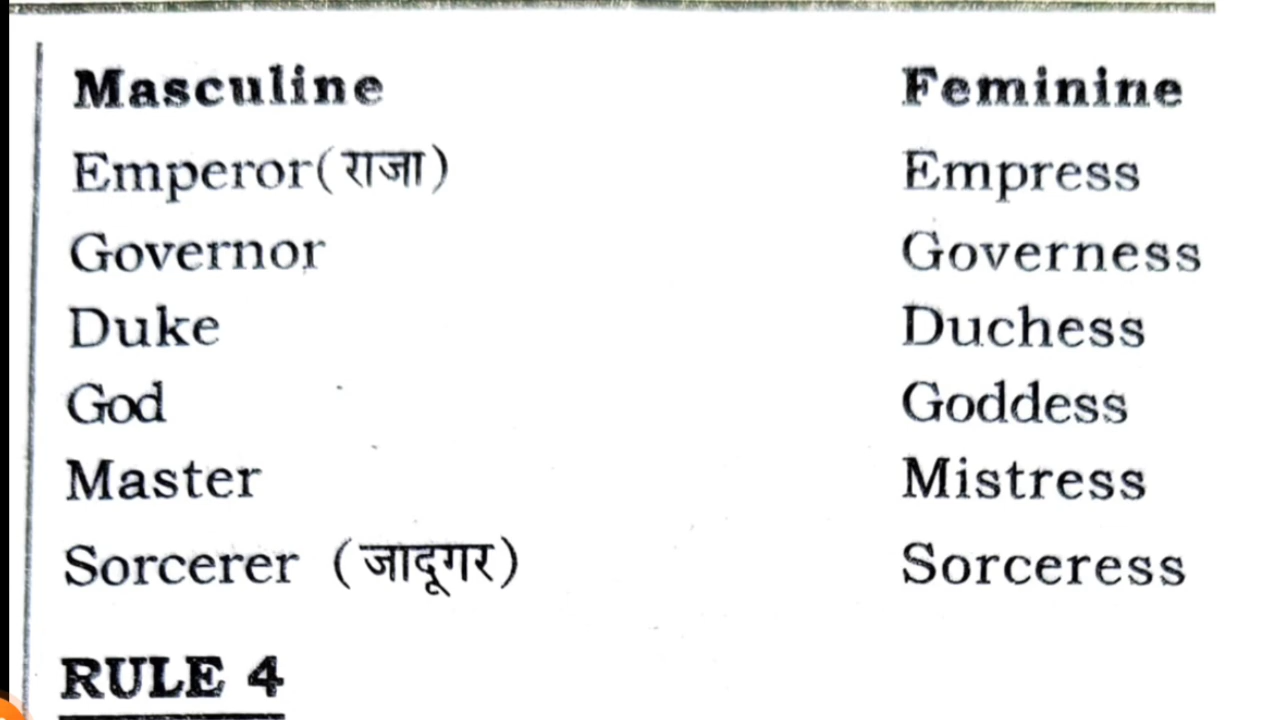 Masculine Feminine
Emperor(राजा) Empress
Governor Governess
Duke Duchess
God Goddess
Master Mistress
Sorcerer (जादूगर) Sorceress
RULE 4